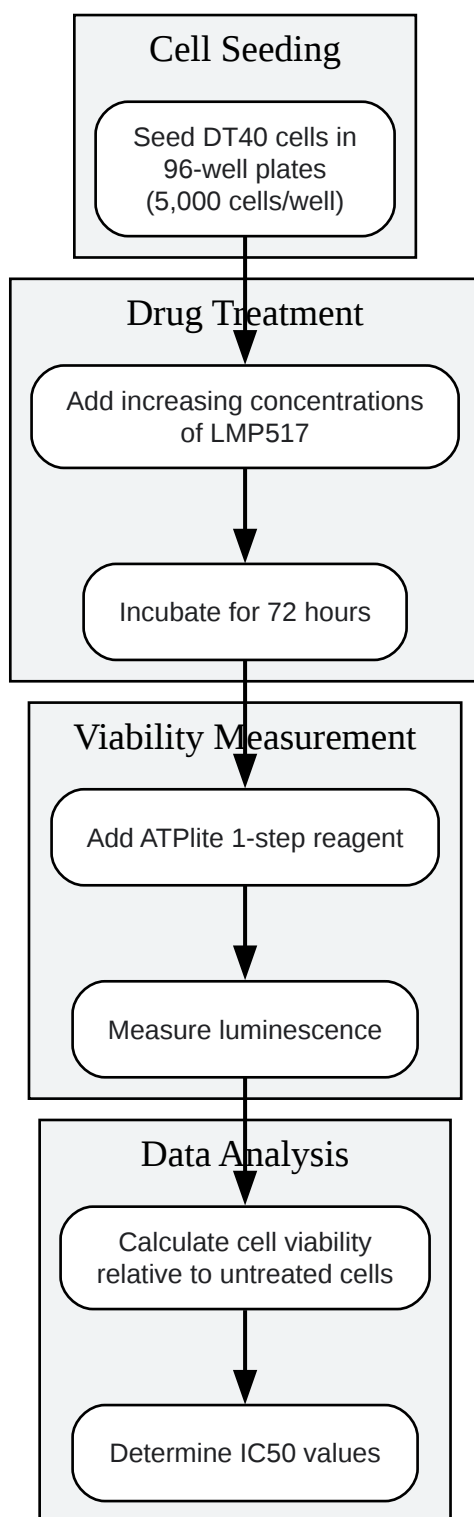 Cell Seeding
Seed DT40 cells in
96-well plates
(5,000 cells/well)
Drug Treatment
Add increasing concentrations
of LMP517
Incubate for 72 hours
Viability Measurement
Add ATPlite 1-step reagent
Measure luminescence
Data Analysis
Calculate cell viability
relative to untreated cells
Determine IC50 values